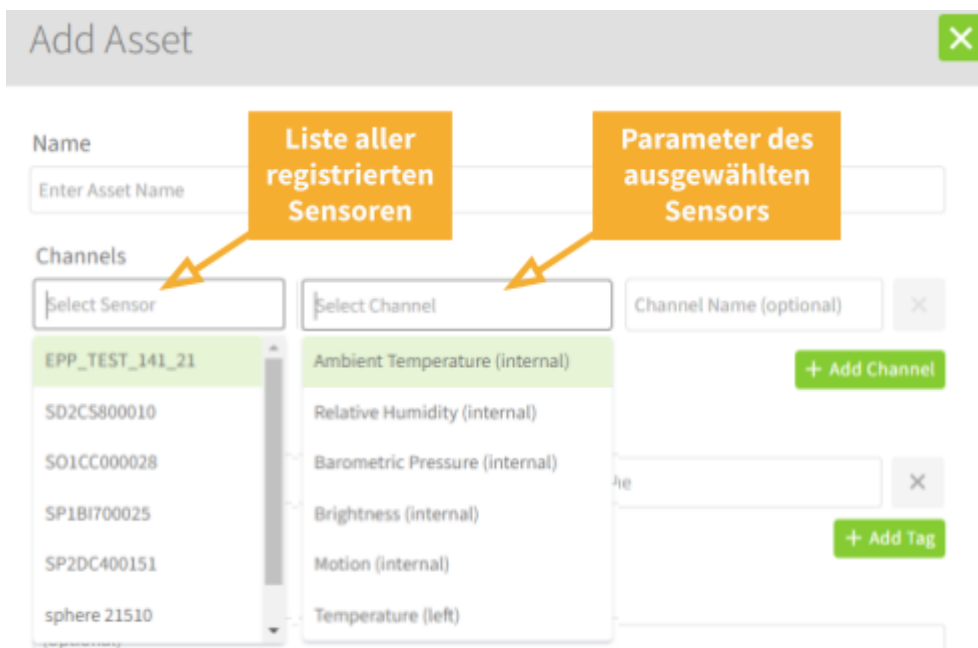 Add Asset
Name
Liste aller
registrierten
Sensoren
Parameter des
ausgewählten
Sensors
Enter Asset Name
Channels
Select Sensor
Select Channel
Channel Name (optional)
EPP_TEST_141_21
SD2CS800010
SO1CC000028
SP1BI700025
SP2DC400151
sphere 21510
Ambient Temperature (internal)
Relative Humidity (internal)
Barometric Pressure (internal)
Brightness (internal)
Motion (internal)
Temperature (left)
+ Add Channel
+ Add Tag